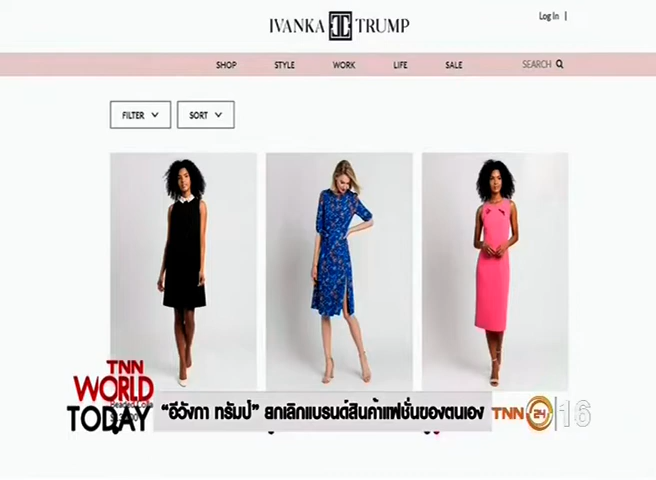 IVANKA TRUMP
Log In |
SHOP STYLE WORK LIFE SALE SEARCH
FILTER SORT
TNN
WORLD
TODAY
"อีวังกา ทรัมป์" ยกเลิกแบรนด์สินค้าแฟชั่นของตนเอง
TNN 24 16